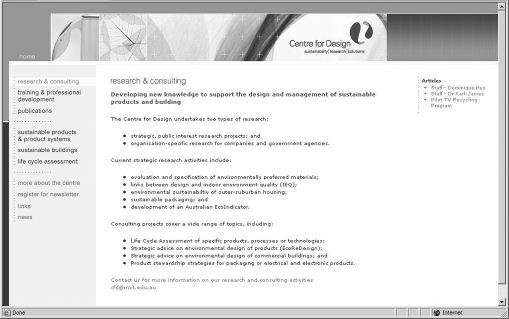 home
Centre for Design
sustainability | research | solutions
research & consulting
training & professional
development
publications
sustainable products
& product systems
sustainable buildings
life cycle assessment
more about the centre
register for newsletter
links
news
research & consulting
Developing new knowledge to support the design and management of sustainable
products and building
The Centre for Design undertakes two types of research:
strategic, public interest research projects; and
organisation-specific research for companies and government agencies.
Current strategic research activities include:
evaluation and specification of environmentally preferred materials;
links between design and indoor environment quality (IEQ);
environmental sustainability of outer-suburban housing;
sustainable packaging; and
development of an Australian EcoIndicator.
Consulting projects cover a wide range of topics, including:
Life Cycle Assessment of specific products, processes or technologies;
Strategic advice on environmental design of products (EcoReDesign);
Strategic advice on environmental design of commercial buildings; and
Product stewardship strategies for packaging or electrical and electronic products.
Contact us for more information on our research and consulting activities
cfd@rmit.edu.au
Articles
Staff - Dominique Hes
Staff - Dr Karli James
Pilot TV Recycling
Program
Done
Internet